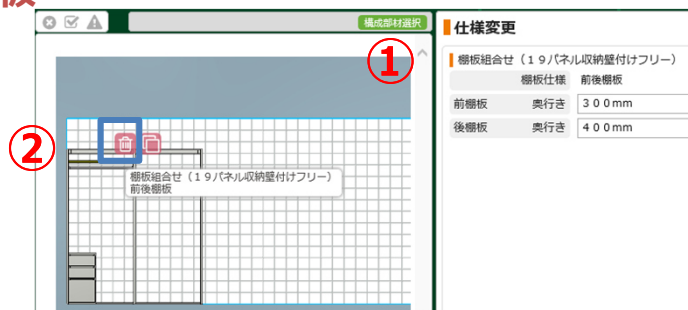 板
構成部材選択
①
②
棚板組合せ（１９パネル収納壁付けフリー）
前後棚板
仕様変更
棚板組合せ（１９パネル収納壁付けフリー）
棚板仕様 前後棚板
前棚板 奥行き ３００mm
後棚板 奥行き ４００mm